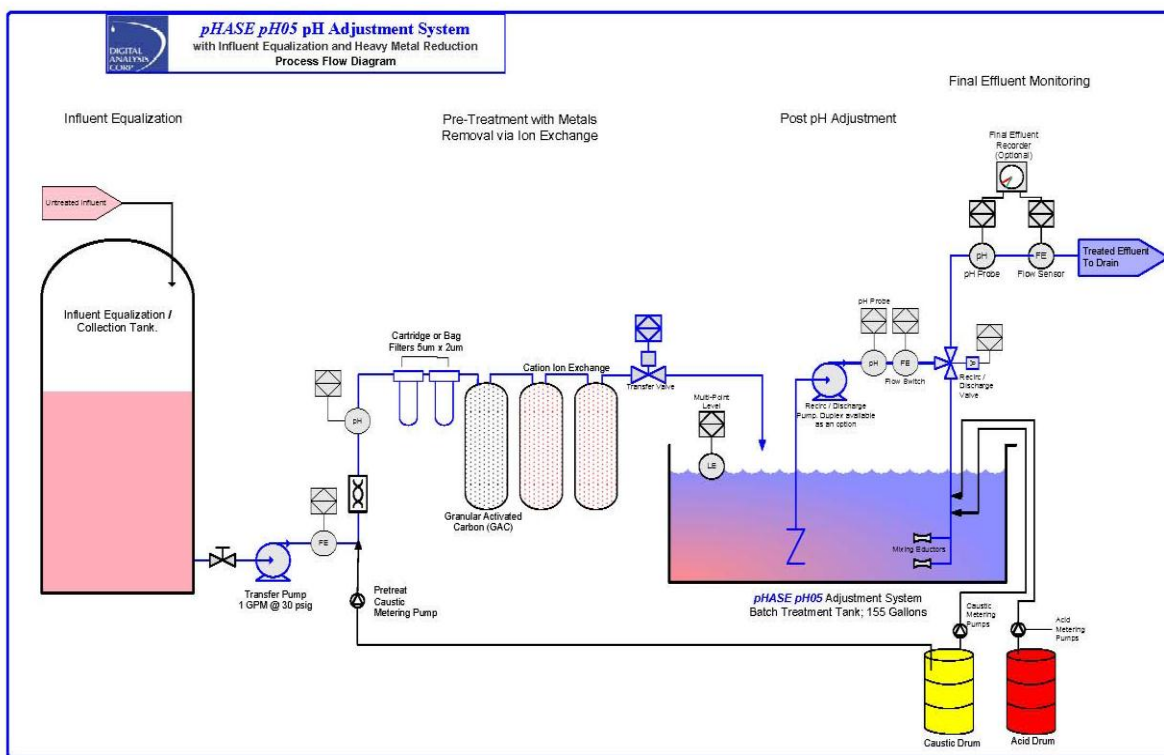 DIGITAL
ANALYSIS
CORP
pHASE pH05 pH Adjustment System
with Influent Equalization and Heavy Metal Reduction
Process Flow Diagram
Influent Equalization
Pre-Treatment with Metals
Removal via Ion Exchange
Post pH Adjustment
Final Effluent Monitoring
Final Effluent
Recorder
(Optional)
Untreated Influent
Influent Equalization /
Collection Tank.
pH
pH Probe
FE
Flow Sensor
Treated Effluent
To Drain
Cartridge or Bag
Filters 5um x 2um
Cation Ion Exchange
Transfer Valve
pH
Granular Activated
Carbon (GAC)
Multi-Point
Level
LE
pH Probe
pH
FE
Flow Switch
Recirc / Discharge
Pump. Duplex available
as an option
Recirc /
Discharge
Valve
Mixing Eductors
FE
Transfer Pump
1 GPM @ 30 psig
Pretreat
Caustic
Metering Pump
pHASE pH05 Adjustment System
Batch Treatment Tank; 155 Gallons
Caustic
Metering
Pumps
Acid
Metering
Pumps
Caustic Drum
Acid Drum